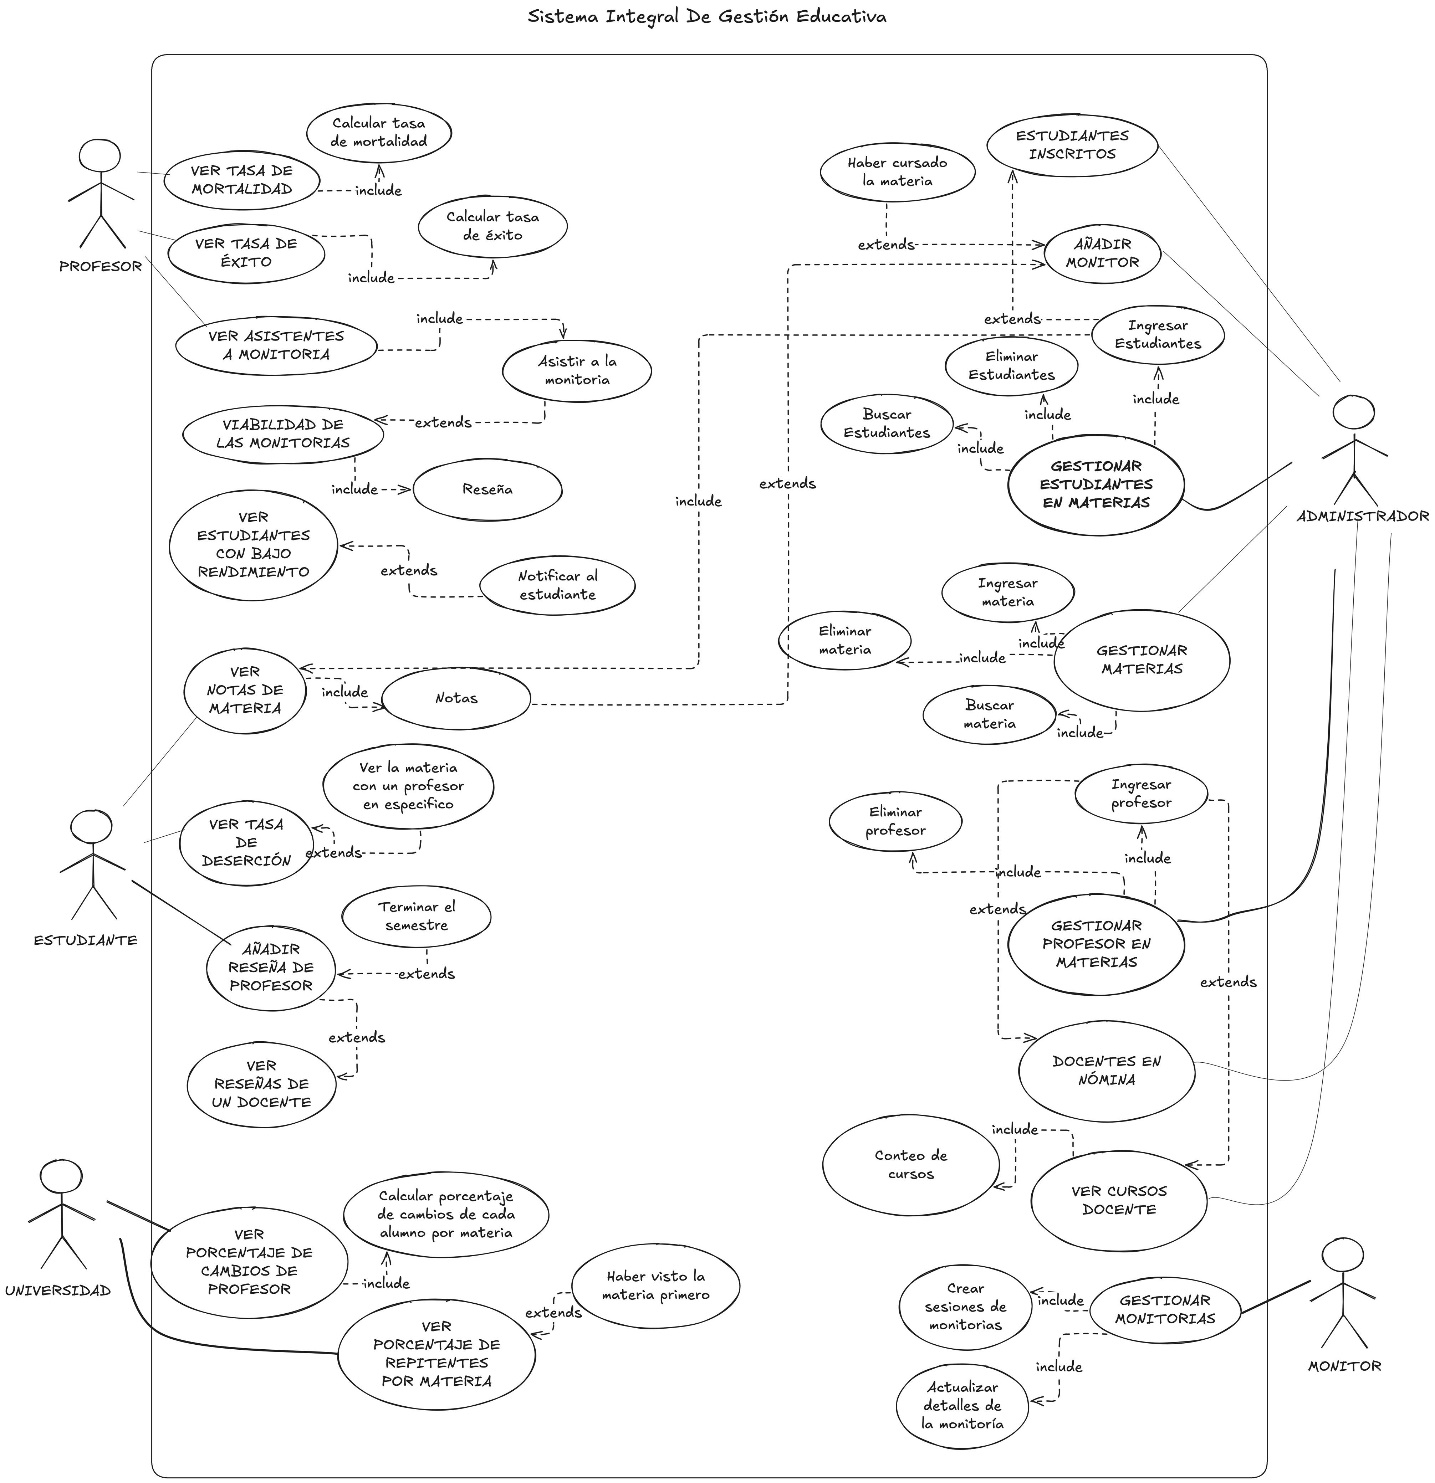 Sistema Integral De Gestión Educativa
PROFESOR
VER TASA DE
MORTALIDAD
Calcular tasa
de mortalidad
include
VER TASA DE
ÉXITO
Calcular tasa
de éxito
include
VER ASISTENTES
A MONITORIA
include
Asistir a la
monitoria
VIABILIDAD DE
LAS MONITORIAS
extends
include
Reseña
VER
ESTUDIANTES
CON BAJO
RENDIMIENTO
extends
Notificar al
estudiante
VER
NOTAS DE
MATERIA
include
Notas
include
extends
ESTUDIANTE
VER TASA
DE
DESERCIÓN
Ver la materia
con un profesor
en especifico
extends
AÑADIR
RESEÑA DE
PROFESOR
Terminar el
semestre
extends
extends
VER
RESEÑAS DE
UN DOCENTE
UNIVERSIDAD
VER
PORCENTAJE DE
CAMBIOS DE
PROFESOR
Calcular porcentaje
de cambios de cada
alumno por materia
include
VER
PORCENTAJE DE
REPITENTES
POR MATERIA
extends
Haber visto la
materia primero
ESTUDIANTES
INSCRITOS
Haber cursado
la materia
extends
AÑADIR
MONITOR
extends
Ingresar
Estudiantes
Eliminar
Estudiantes
Buscar
Estudiantes
include
include
include
GESTIONAR
ESTUDIANTES
EN MATERIAS
ADMINISTRADOR
Ingresar
materia
Eliminar
materia
include
include
GESTIONAR
MATERIAS
Buscar
materia
include
Ingresar
profesor
Eliminar
profesor
include
include
extends
GESTIONAR
PROFESOR EN
MATERIAS
extends
DOCENTES EN
NÓMINA
Conteo de
cursos
include
VER CURSOS
DOCENTE
Crear
sesiones de
monitorias
include
GESTIONAR
MONITORIAS
include
Actualizar
detalles de
la monitoría
MONITOR